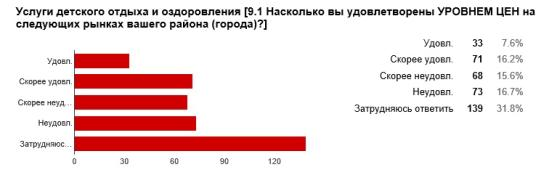 Услуги детского отдыха и оздоровления [9.1 Насколько вы удовлетворены УРОВНЕМ ЦЕН на
следующих рынках вашего района (города)?]
Удовл. 33 7.6%
Скорее удовл. 71 16.2%
Скорее неудовл. 68 15.6%
Неудовл. 73 16.7%
Затрудняюсь ответить 139 31.8%
Удовл.
Скорее удовл.
Скорее неуд…
Неудовл.
Затрудняюс…
0 30 60 90 120